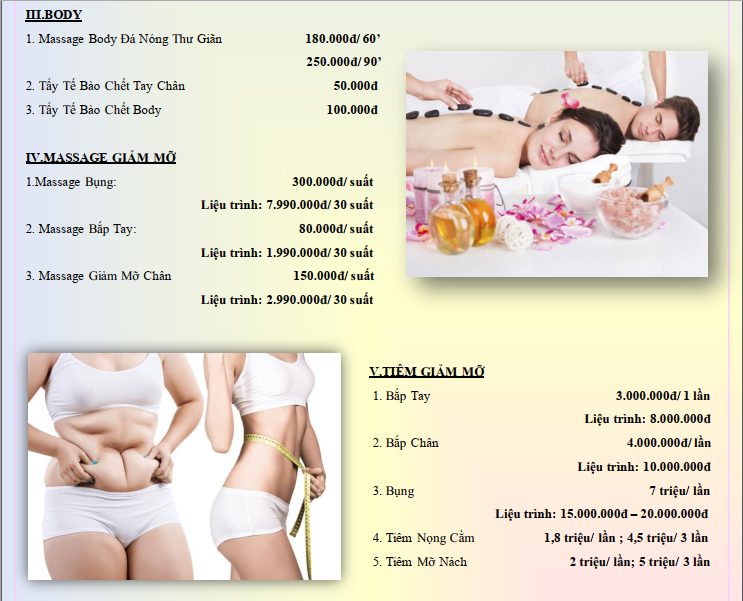 III.BODY
1. Massage Body Đá Nóng Thư Giãn 180.000đ/ 60’
250.000đ/ 90’
2. Tẩy Tế Bào Chết Tay Chân 50.000đ
3. Tẩy Tế Bào Chết Body 100.000đ
IV.MASSAGE GIẢM MỠ
1.Massage Bụng: 300.000đ/ suất
Liệu trình: 7.990.000đ/ 30 suất
2. Massage Bắp Tay: 80.000đ/ suất
Liệu trình: 1.990.000đ/ 30 suất
3. Massage Giảm Mỡ Chân 150.000đ/ suất
Liệu trình: 2.990.000đ/ 30 suất
V.TIÊM GIẢM MỠ
1. Bắp Tay 3.000.000đ/ 1 lần
Liệu trình: 8.000.000đ
2. Bắp Chân 4.000.000đ/ lần
Liệu trình: 10.000.000đ
3. Bụng 7 triệu/ lần
Liệu trình: 15.000.000đ – 20.000.000đ
4. Tiêm Nọng Cằm 1,8 triệu/ lần ; 4,5 triệu/ 3 lần
5. Tiêm Mỡ Nách 2 triệu/ lần; 5 triệu/ 3 lần